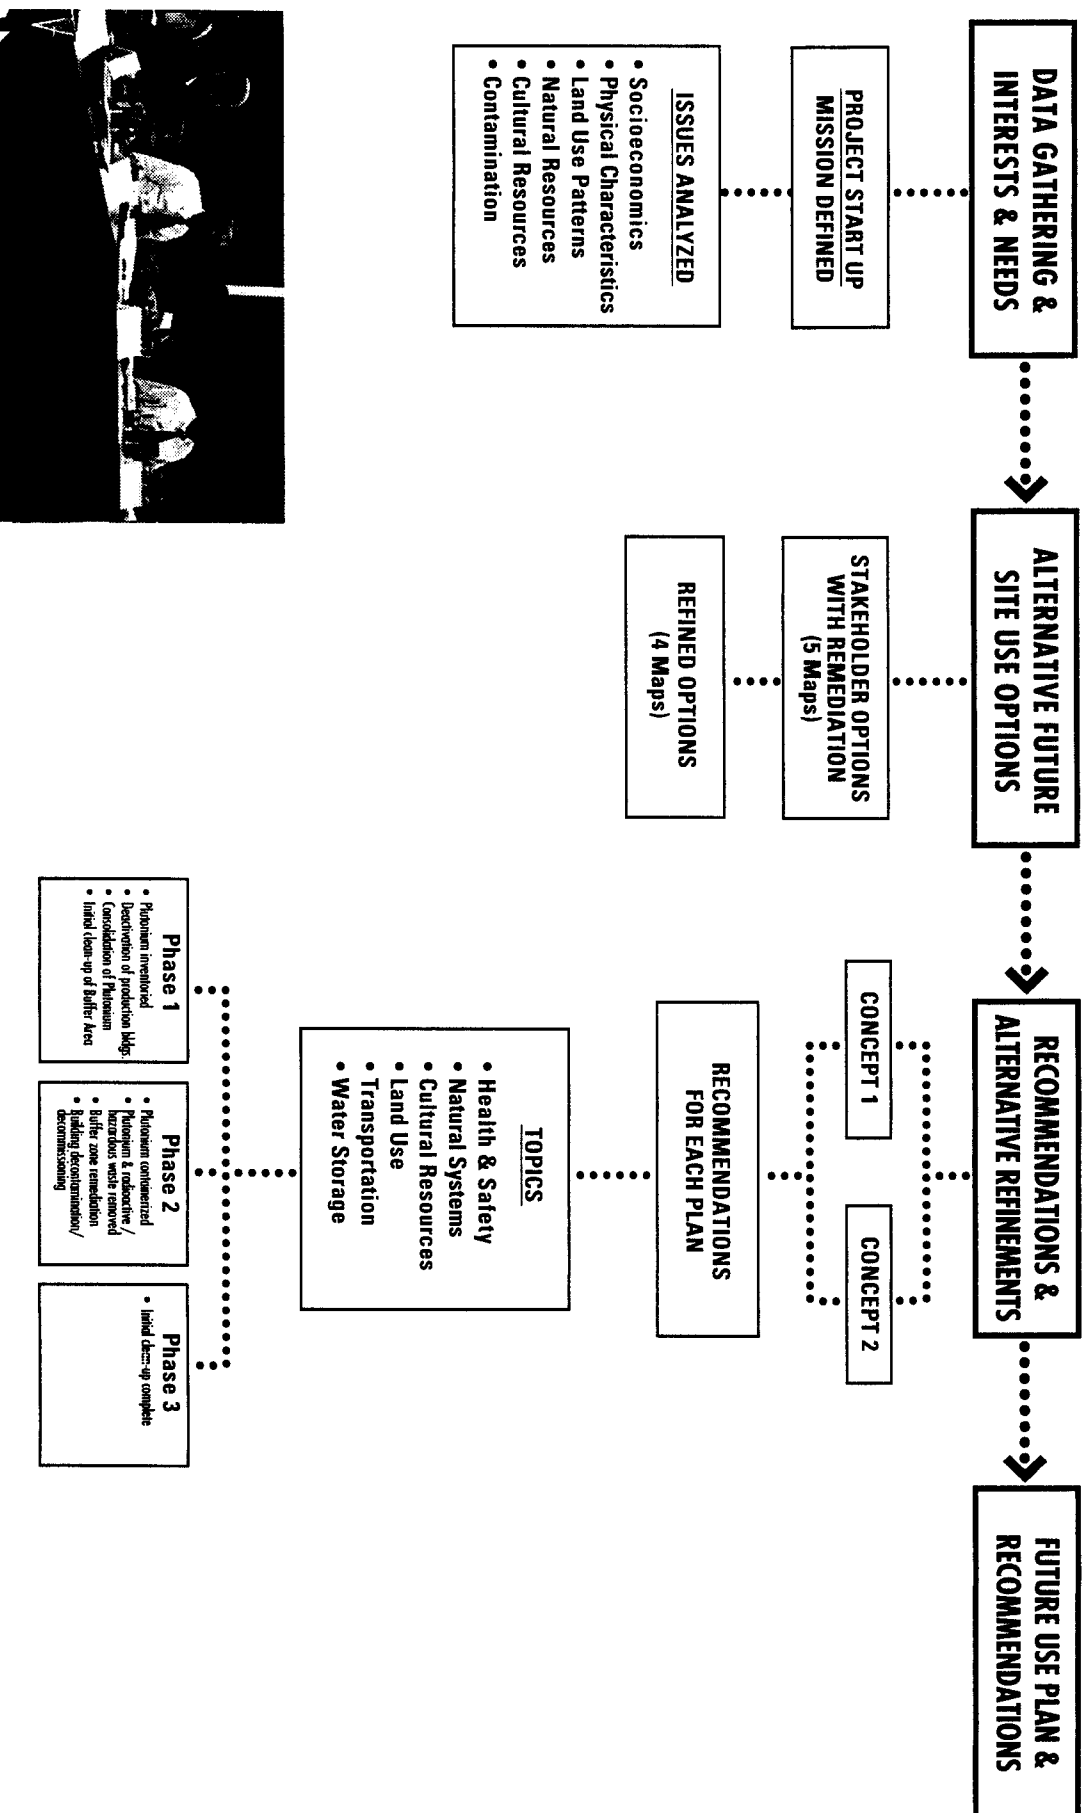 DATA GATHERING &
INTERESTS & NEEDS
PROJECT START UP
MISSION DEFINED
ISSUES ANALYZED
• Socioeconomics
• Physical Characteristics
• Land Use Patterns
• Natural Resources
• Cultural Resources
• Contamination
ALTERNATIVE FUTURE
SITE USE OPTIONS
STAKEHOLDER OPTIONS
WITH REMEDIATION
(5 Maps)
REFINED OPTIONS
(4 Maps)
RECOMMENDATIONS &
ALTERNATIVE REFINEMENTS
CONCEPT 1
CONCEPT 2
RECOMMENDATIONS
FOR EACH PLAN
TOPICS
• Health & Safety
• Natural Systems
• Cultural Resources
• Land Use
• Transportation
• Water Storage
Phase 1
• Plutonium inventoried
• Deactivation of production bldgs.
• Consolidation of Plutonium
• Initial clean-up of Buffer Area
Phase 2
• Plutonium containerized
• Plutonium & radioactive /
hazardous waste removed
• Buffer zone remediation
• Building decontamination/
decommissioning
Phase 3
• Initial clean-up complete
FUTURE USE PLAN &
RECOMMENDATIONS